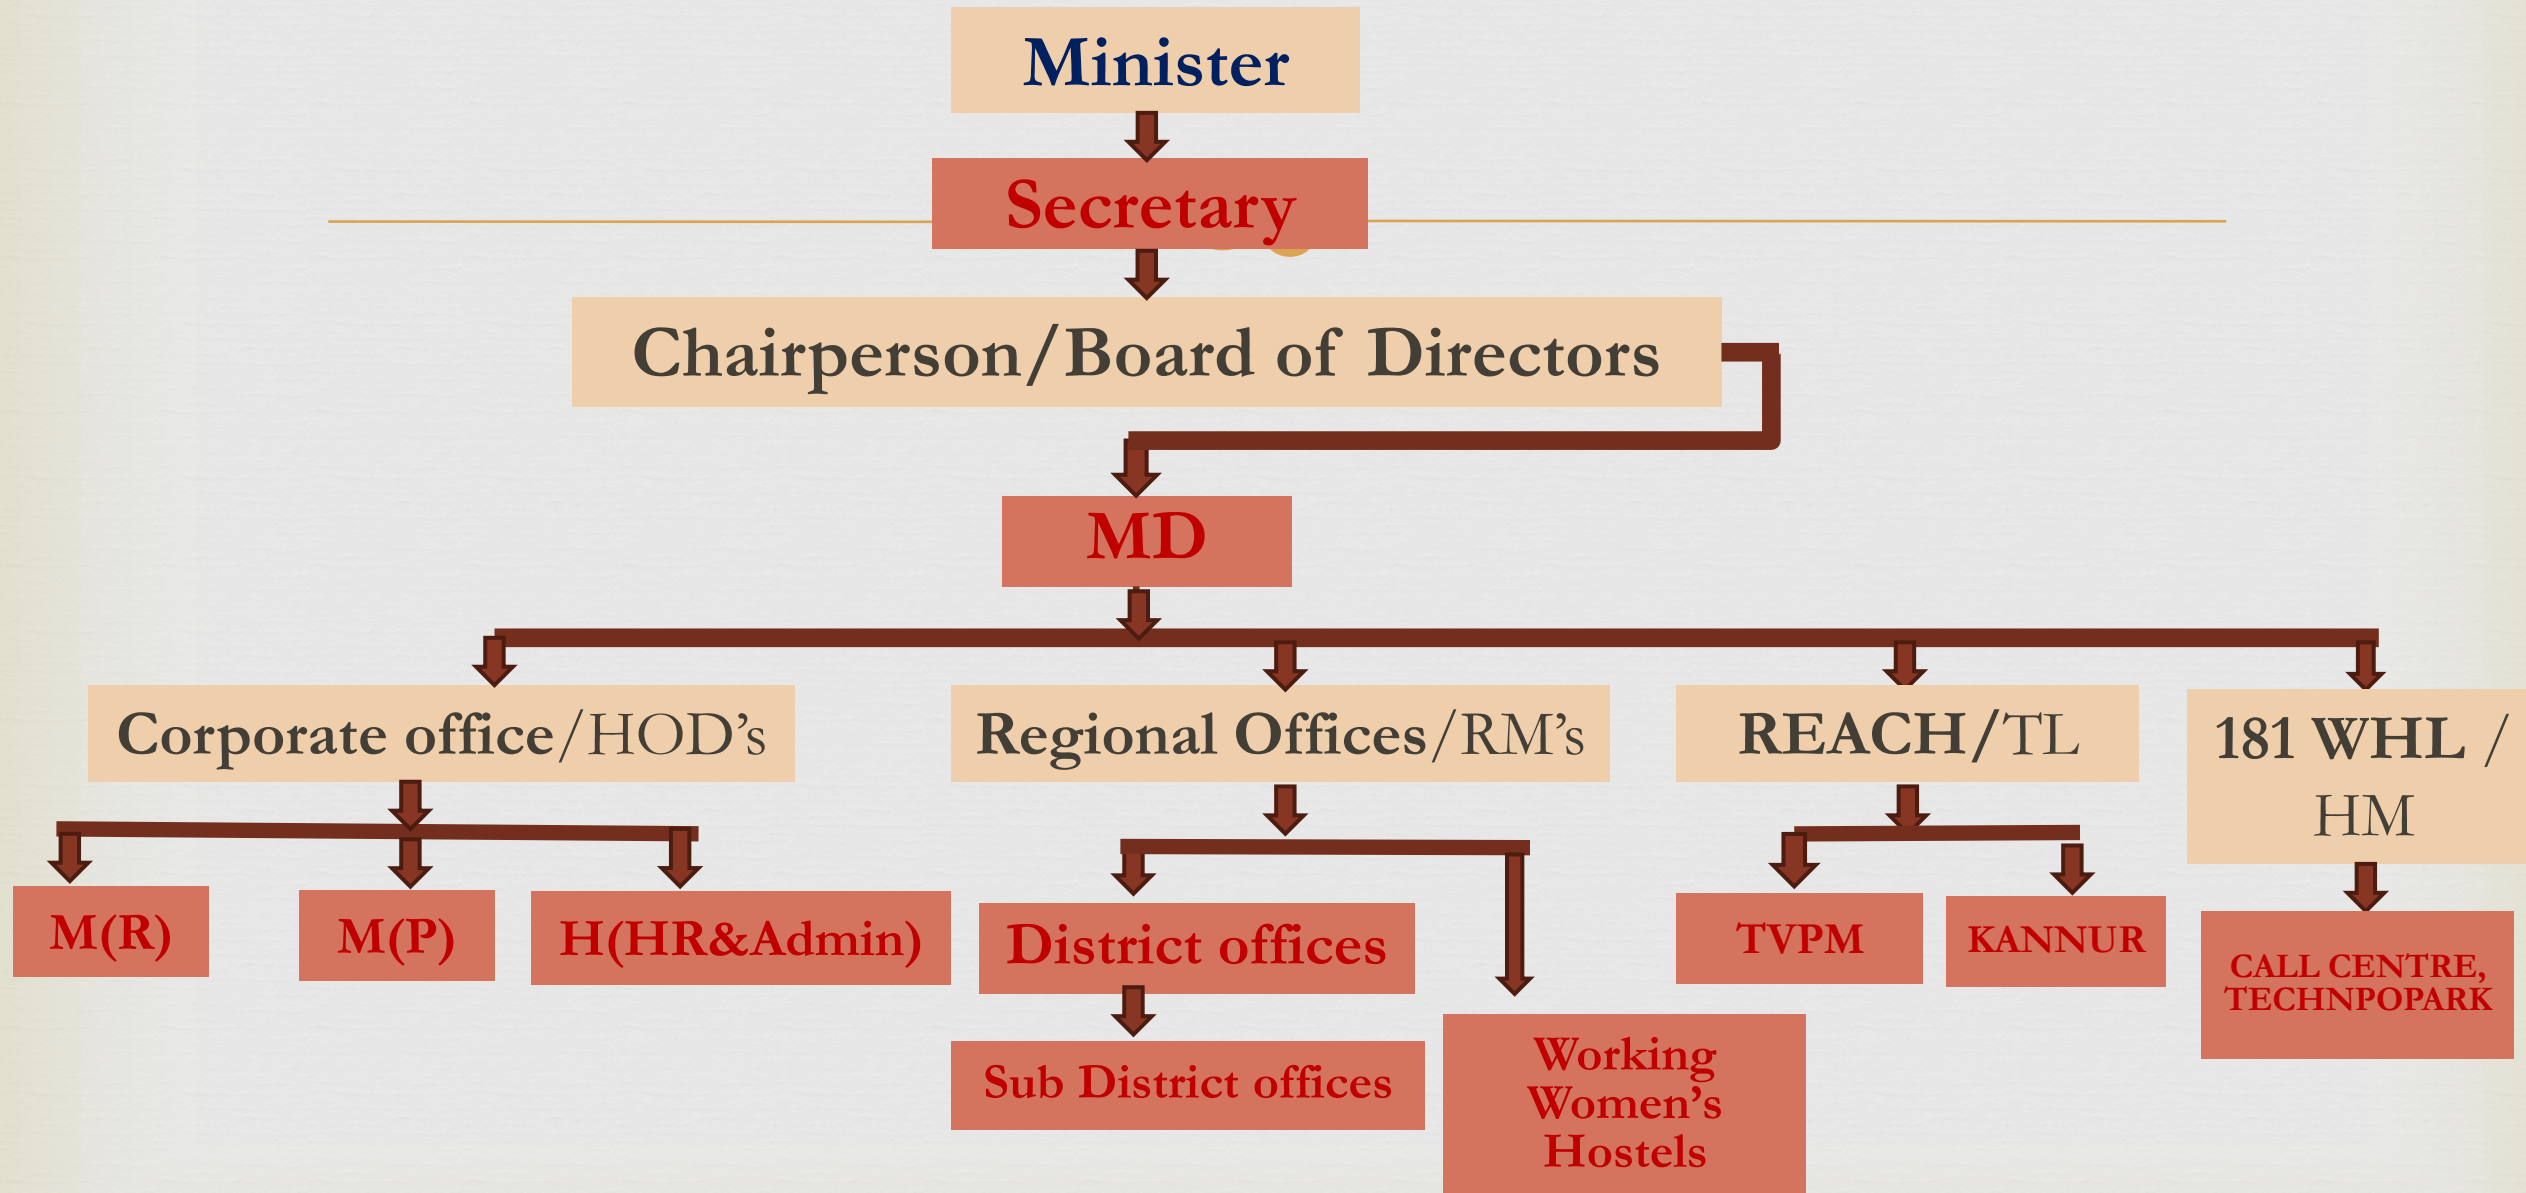 Minister
Secretary
Chairperson/Board of Directors
MD
Corporate office/HOD’s
Regional Offices/RM’s
REACH/TL
181 WHL /
HM
M(R)
M(P)
H(HR&Admin)
District offices
TVPM
KANNUR
CALL CENTRE,
TECHNPOPARK
Sub District offices
Working
Women’s
Hostels